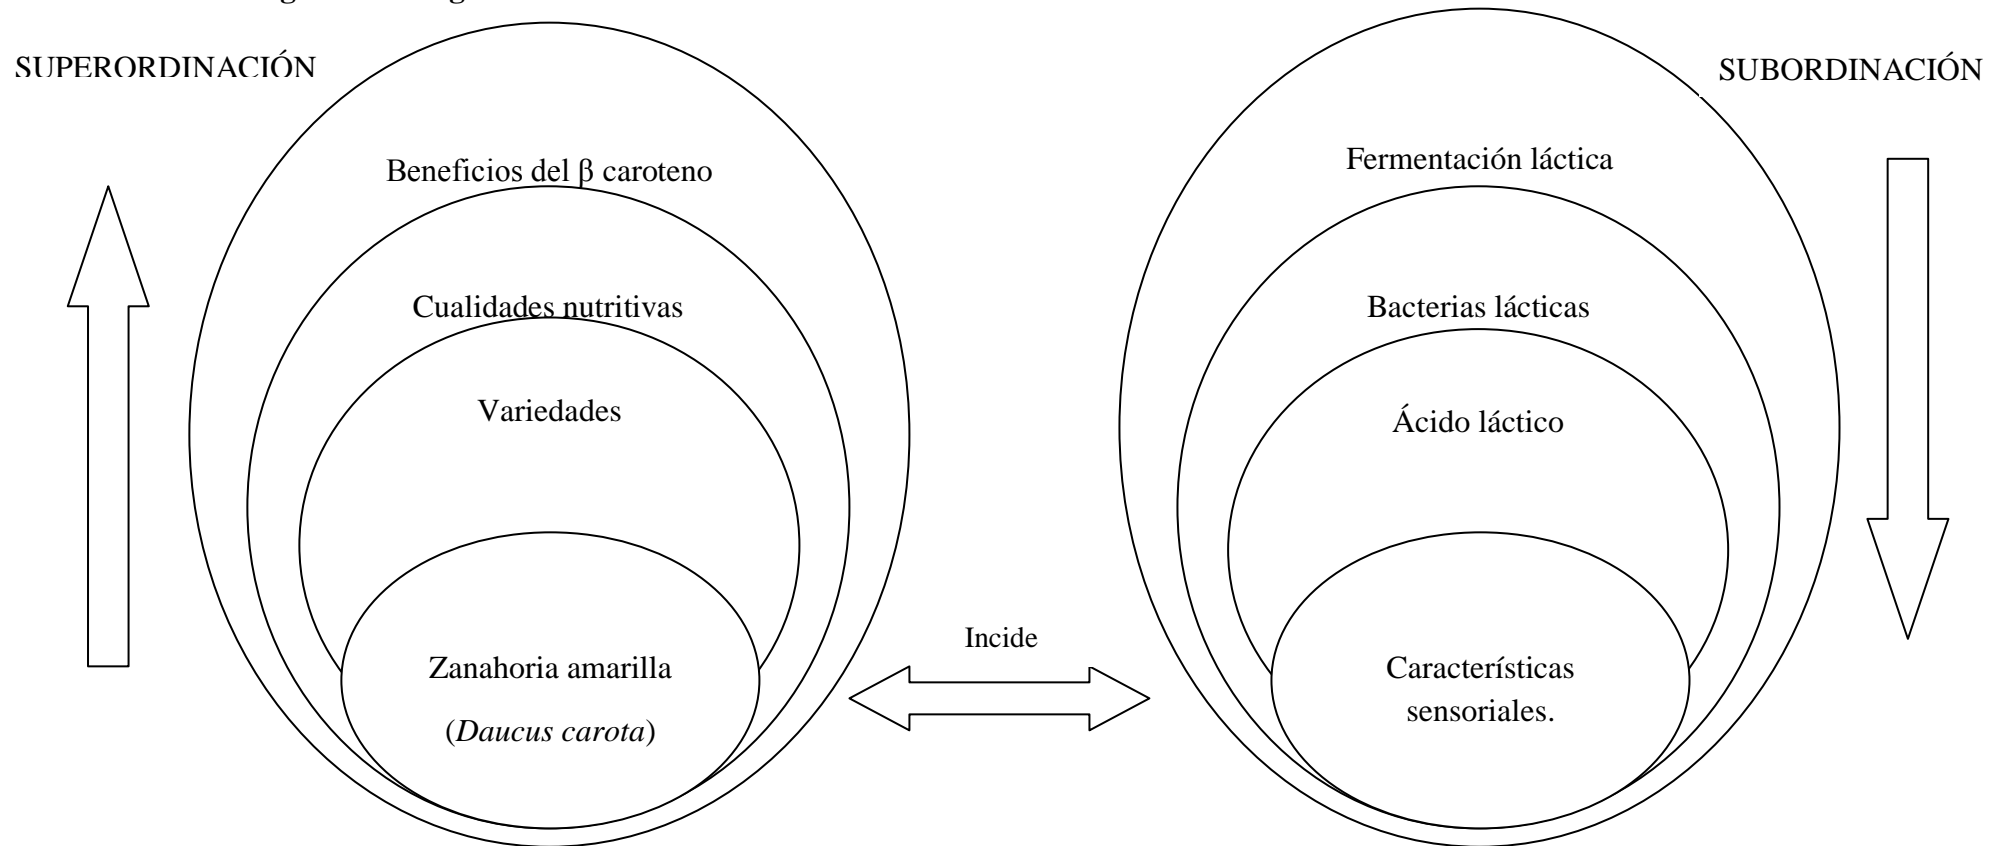 SUPERORDINACIÓN
SUBORDINACIÓN
Beneficios del β caroteno
Cualidades nutritivas
Variedades
Zanahoria amarilla
(Daucus carota)
Incide
Fermentación láctica
Bacterias lácticas
Ácido láctico
Características
sensoriales.